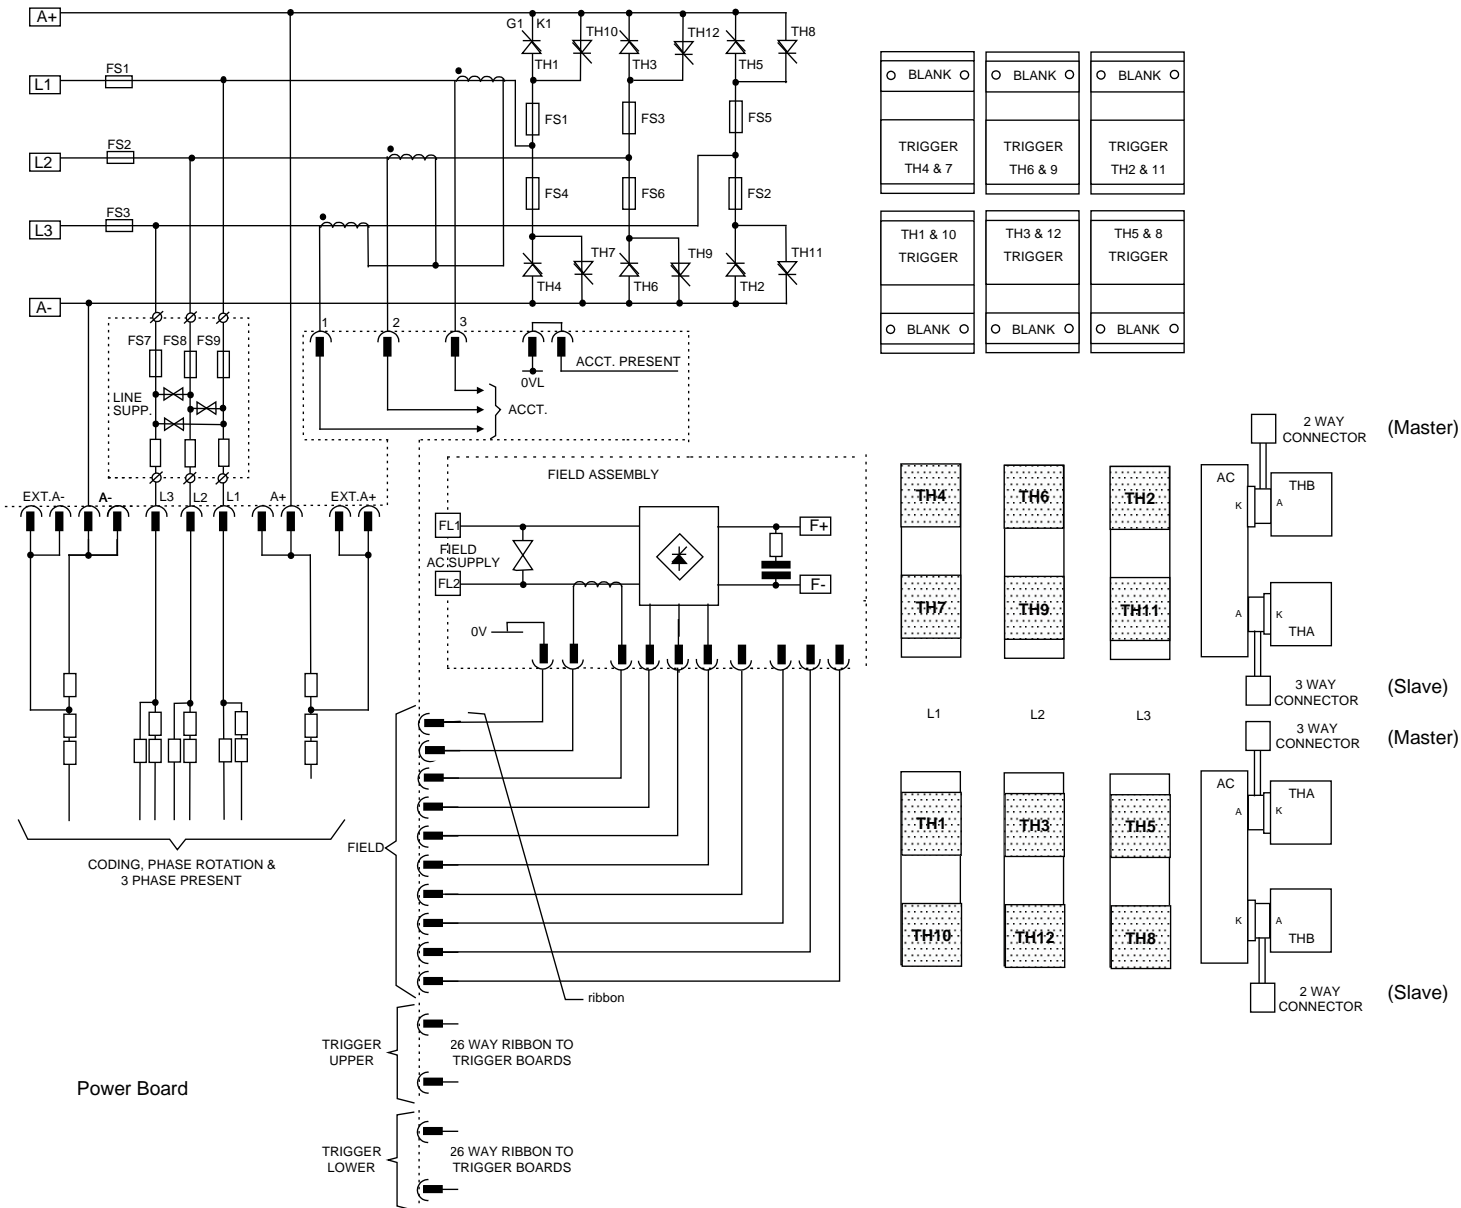 A+
G1 K1
TH10
TH12
TH8
TH1
TH3
TH5
L1
FS1
FS1
FS3
FS5
L2
FS2
FS4
FS6
FS2
L3
FS3
TH7
TH9
TH11
TH4
TH6
TH2
A-
BLANK
BLANK
BLANK
TRIGGER
TH4 & 7
TRIGGER
TH6 & 9
TRIGGER
TH2 & 11
TH1 & 10
TRIGGER
TH3 & 12
TRIGGER
TH5 & 8
TRIGGER
BLANK
BLANK
BLANK
FS7
FS8
FS9
LINE
SUPP.
1
2
3
0VL
ACCT. PRESENT
ACCT.
EXT.A-
A-
L3
L2
L1
A+
EXT.A+
CODING, PHASE ROTATION &
3 PHASE PRESENT
FIELD ASSEMBLY
FL1
FIELD
AC SUPPLY
FL2
F+
F-
0V
FIELD
ribbon
TRIGGER
UPPER
26 WAY RIBBON TO
TRIGGER BOARDS
Power Board
TRIGGER
LOWER
26 WAY RIBBON TO
TRIGGER BOARDS
TH4
TH6
TH2
TH7
TH9
TH11
L1
L2
L3
TH1
TH3
TH5
TH10
TH12
TH8
2 WAY
CONNECTOR
(Master)
AC
K
A
THB
A
K
THA
3 WAY
CONNECTOR
(Slave)
3 WAY
CONNECTOR
(Master)
AC
A
K
THA
K
A
THB
2 WAY
CONNECTOR
(Slave)